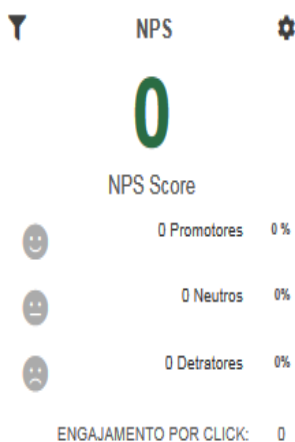 NPS
0
NPS Score
0 Promotores 0 %
0 Neutros 0%
0 Detratores 0%
ENGAJAMENTO POR CLICK: 0